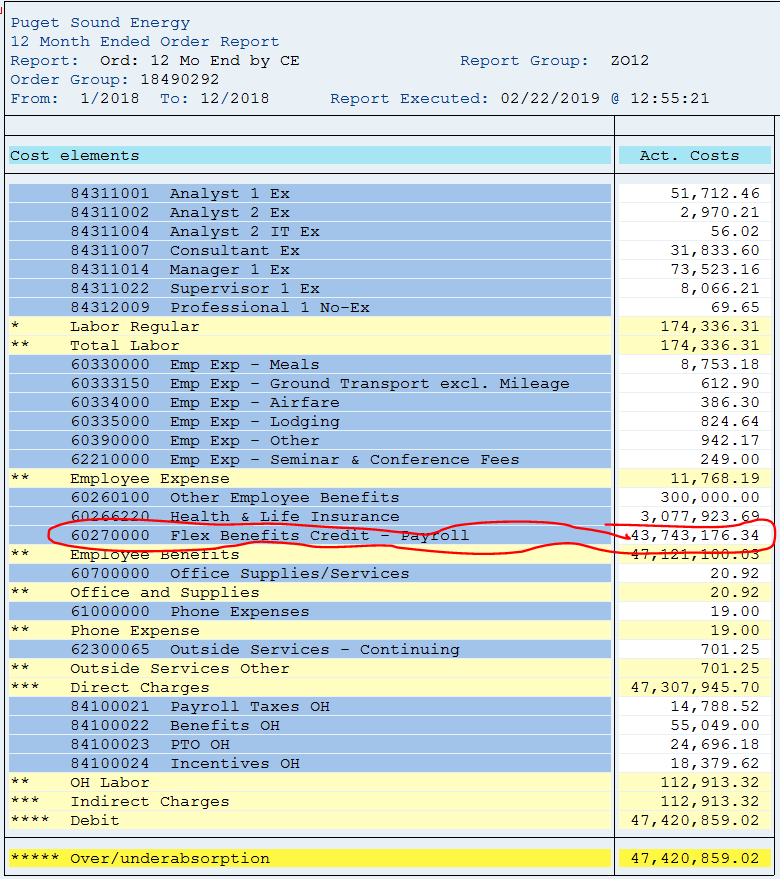 Puget Sound Energy
12 Month Ended Order Report
Report: Ord: 12 Mo End by CE Report Group: ZO12
Order Group: 18490292
From: 1/2018 To: 12/2018 Report Executed: 02/22/2019 @ 12:55:21
Cost elements Act. Costs
84311001 Analyst 1 Ex 51,712.46
84311002 Analyst 2 Ex 2,970.21
84311004 Analyst 2 IT Ex 56.02
84311007 Consultant Ex 31,833.60
84311014 Manager 1 Ex 73,523.16
84311022 Supervisor 1 Ex 8,066.21
84312009 Professional 1 No-Ex 69.65
* Labor Regular 174,336.31
** Total Labor 174,336.31
60330000 Emp Exp - Meals 8,753.18
60333150 Emp Exp - Ground Transport excl. Mileage 612.90
60334000 Emp Exp - Airfare 386.30
60335000 Emp Exp - Lodging 824.64
60390000 Emp Exp - Other 942.17
62210000 Emp Exp - Seminar & Conference Fees 249.00
** Employee Expense 11,768.19
60260100 Other Employee Benefits 300,000.00
60266220 Health & Life Insurance 3,077,923.69
60270000 Flex Benefits Credit - Payroll 43,743,176.34
** Employee Benefits 47,121,100.03
60700000 Office Supplies/Services 20.92
** Office and Supplies 20.92
61000000 Phone Expenses 19.00
** Phone Expense 19.00
62300065 Outside Services - Continuing 701.25
** Outside Services Other 701.25
*** Direct Charges 47,307,945.70
84100021 Payroll Taxes OH 14,788.52
84100022 Benefits OH 55,049.00
84100023 PTO OH 24,696.18
84100024 Incentives OH 18,379.62
** OH Labor 112,913.32
*** Indirect Charges 112,913.32
**** Debit 47,420,859.02
***** Over/underabsorption 47,420,859.02